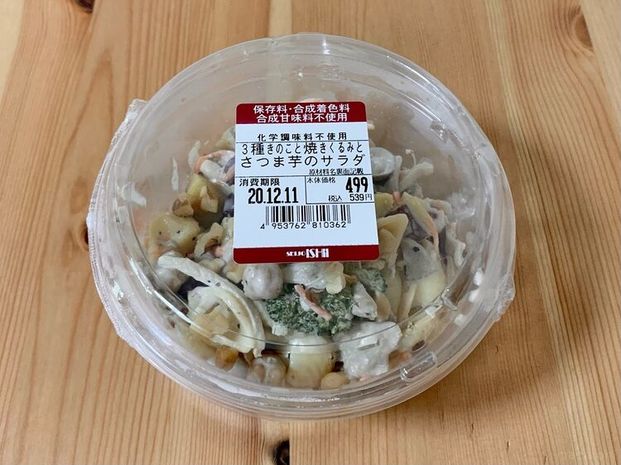 保存料・合成着色料
合成甘味料不使用
化学調味料不使用
3種きのこと焼きくるみと
さつま芋のサラダ
原材料名裏面記載
消費期限 本体価格 499
20.12.11 税込 539円
4 953762 810362
SEIJO ISHII